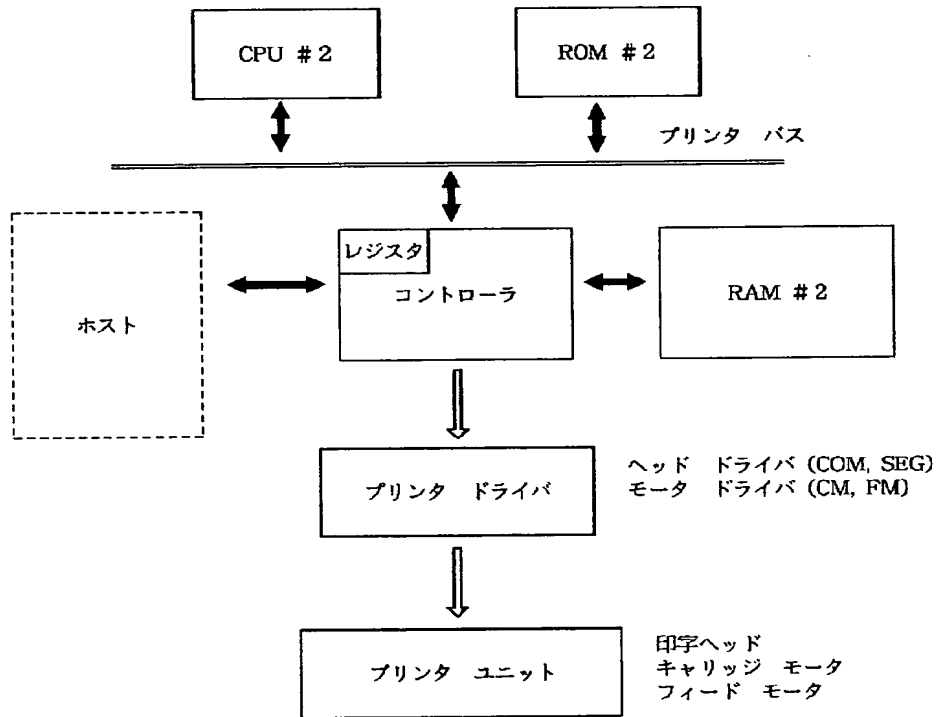 CPU #2
ROM #2
プリンタ バス
レジスタ
コントローラ
RAM #2
ホスト
プリンタ ドライバ
ヘッド ドライバ (COM, SEG)
モータ ドライバ (CM, FM)
プリンタ ユニット
印字ヘッド
キャリッジ モータ
フィード モータ